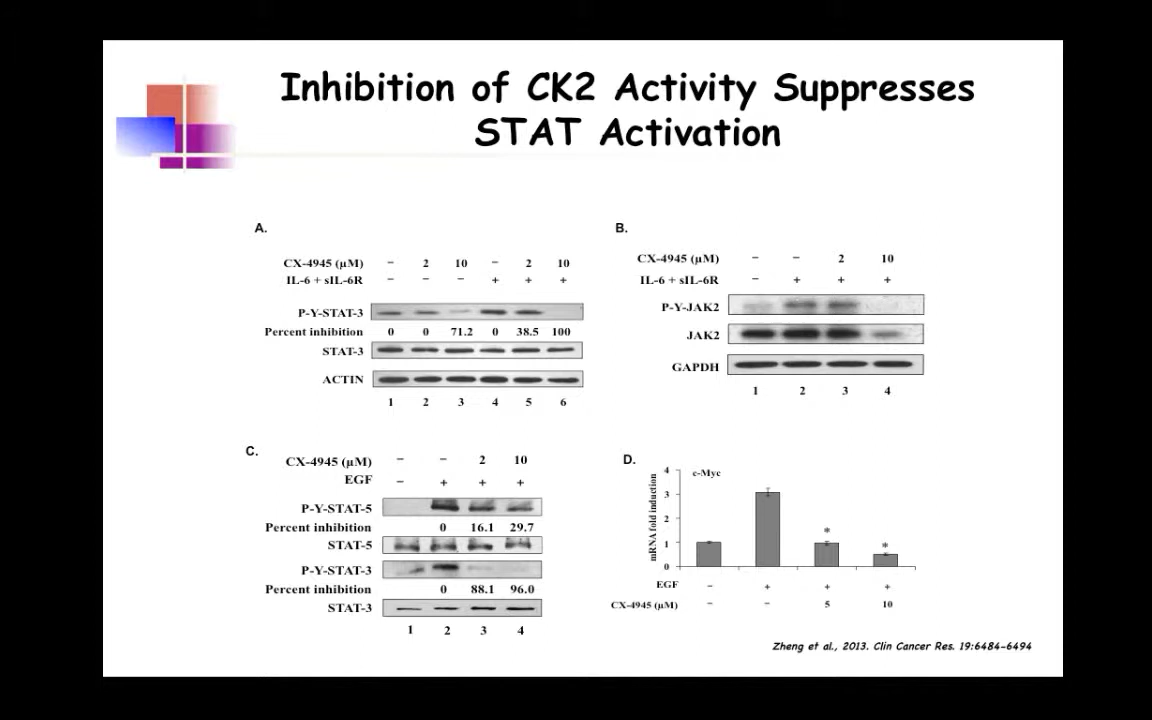 Inhibition of CK2 Activity Suppresses
STAT Activation
A.
CX-4945 (µM) – 2 10 – 2 10
IL-6 + sIL-6R – – – + + +
P-Y-STAT-3
Percent inhibition 0 0 71.2 0 38.5 100
STAT-3
ACTIN
1 2 3 4 5 6
B.
CX-4945 (µM) – – 2 10
IL-6 + sIL-6R – + + +
P-Y-JAK2
JAK2
GAPDH
1 2 3 4
C.
CX-4945 (µM) – – 2 10
EGF – + + +
P-Y-STAT-5
Percent inhibition 0 16.1 29.7
STAT-5
P-Y-STAT-3
Percent inhibition 0 88.1 96.0
STAT-3
1 2 3 4
D.
c-Myc
mRNA fold induction
4
3
2
1
0
* *
EGF – + + +
CX-4945 (µM) – – 5 10
Zheng et al., 2013. Clin Cancer Res. 19:6484-6494